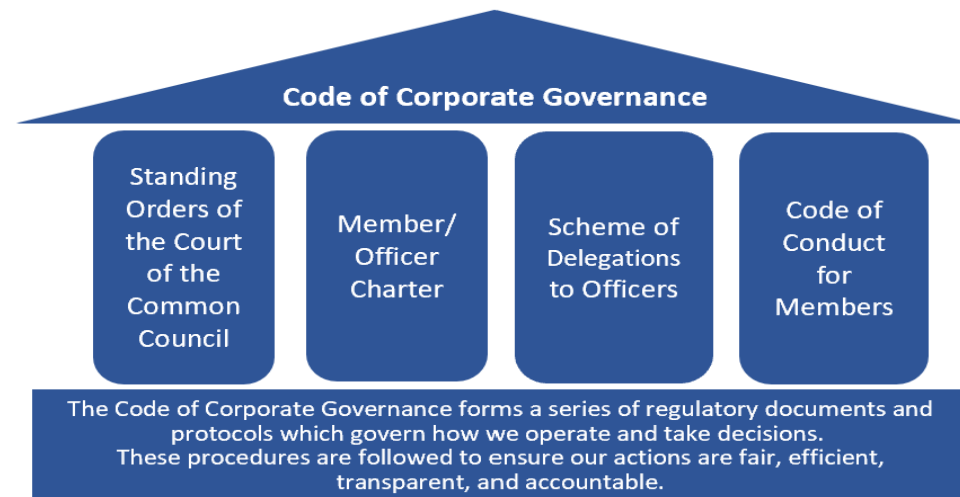 Code of Corporate Governance
Standing
Orders of
the Court
of the
Common
Council
Member/
Officer
Charter
Scheme of
Delegations
to Officers
Code of
Conduct
for
Members
The Code of Corporate Governance forms a series of regulatory documents and
protocols which govern how we operate and take decisions.
These procedures are followed to ensure our actions are fair, efficient,
transparent, and accountable.